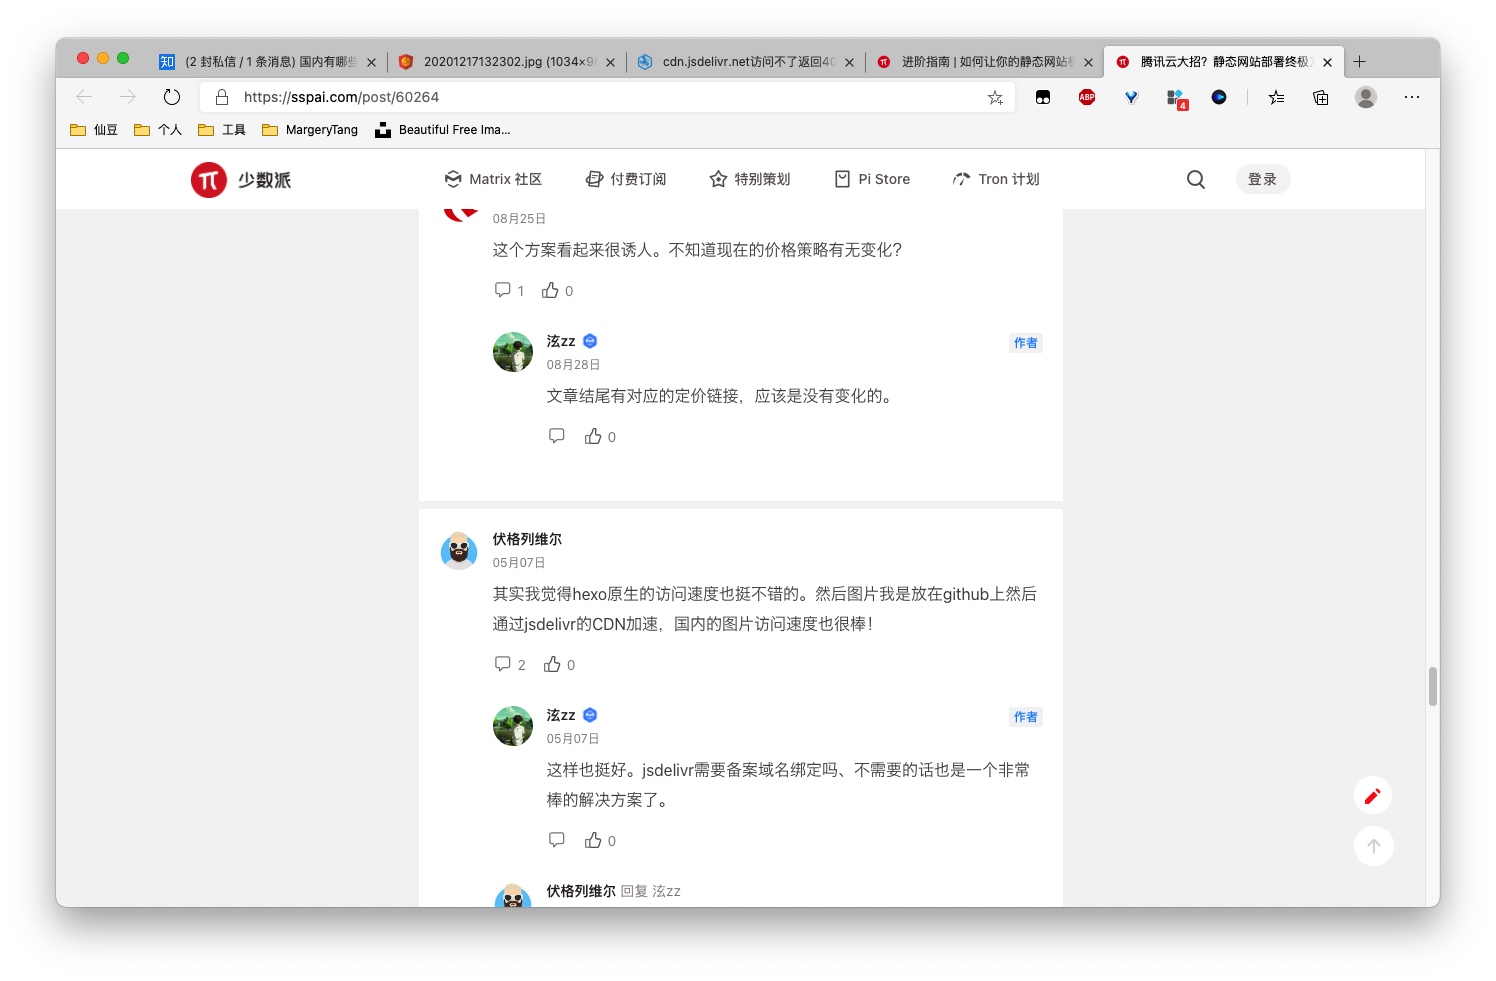 知 (2 封私信 / 1 条消息) 国内有哪些
20201217132302.jpg (1034×9
cdn.jsdelivr.net访问不了返回40
进阶指南 | 如何让你的静态网站
腾讯云大招？静态网站部署终极
https://sspai.com/post/60264
ABP
4
仙豆 个人 工具 MargeryTang Beautiful Free Ima...
少数派 Matrix 社区 付费订阅 特别策划 Pi Store Tron 计划 登录
08月25日
这个方案看起来很诱人。不知道现在的价格策略有无变化？
1 0
泫zz 作者
08月28日
文章结尾有对应的定价链接，应该是没有变化的。
0
伏格列维尔
05月07日
其实我觉得hexo原生的访问速度也挺不错的。然后图片我是放在github上然后
通过jsdelivr的CDN加速，国内的图片访问速度也很棒！
2 0
泫zz 作者
05月07日
这样也挺好。jsdelivr需要备案域名绑定吗、不需要的话也是一个非常
棒的解决方案了。
0
伏格列维尔 回复 泫zz